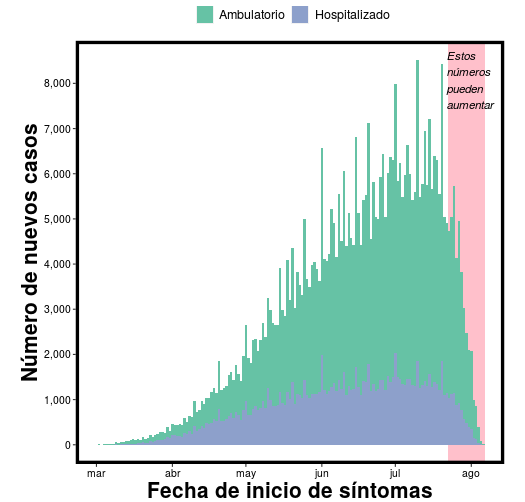 Ambulatorio Hospitalizado
Estos
números
pueden
aumentar
Número de nuevos casos
8,000
7,000
6,000
5,000
4,000
3,000
2,000
1,000
0
mar abr may jun jul ago
Fecha de inicio de síntomas